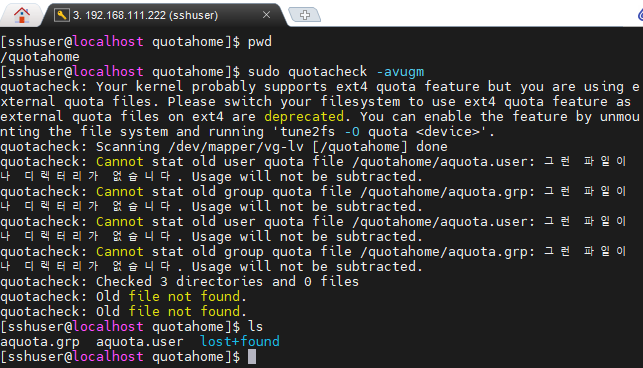 3. 192.168.111.222 (sshuser)
[sshuser@localhost quotahome]$ pwd
/quotahome
[sshuser@localhost quotahome]$ sudo quotacheck -avugm
quotacheck: Your kernel probably supports ext4 quota feature but you are using e
xternal quota files. Please switch your filesystem to use ext4 quota feature as
external quota files on ext4 are deprecated. You can enable the feature by unmou
nting the file system and running 'tune2fs -O quota <device>'.
quotacheck: Scanning /dev/mapper/vg-lv [/quotahome] done
quotacheck: Cannot stat old user quota file /quotahome/aquota.user: 그런 파일이
나 디렉터리가 없습니다. Usage will not be subtracted.
quotacheck: Cannot stat old group quota file /quotahome/aquota.grp: 그런 파일이
나 디렉터리가 없습니다. Usage will not be subtracted.
quotacheck: Cannot stat old user quota file /quotahome/aquota.user: 그런 파일이
나 디렉터리가 없습니다. Usage will not be subtracted.
quotacheck: Cannot stat old group quota file /quotahome/aquota.grp: 그런 파일이
나 디렉터리가 없습니다. Usage will not be subtracted.
quotacheck: Checked 3 directories and 0 files
quotacheck: Old file not found.
quotacheck: Old file not found.
[sshuser@localhost quotahome]$ ls
aquota.grp  aquota.user  lost+found
[sshuser@localhost quotahome]$